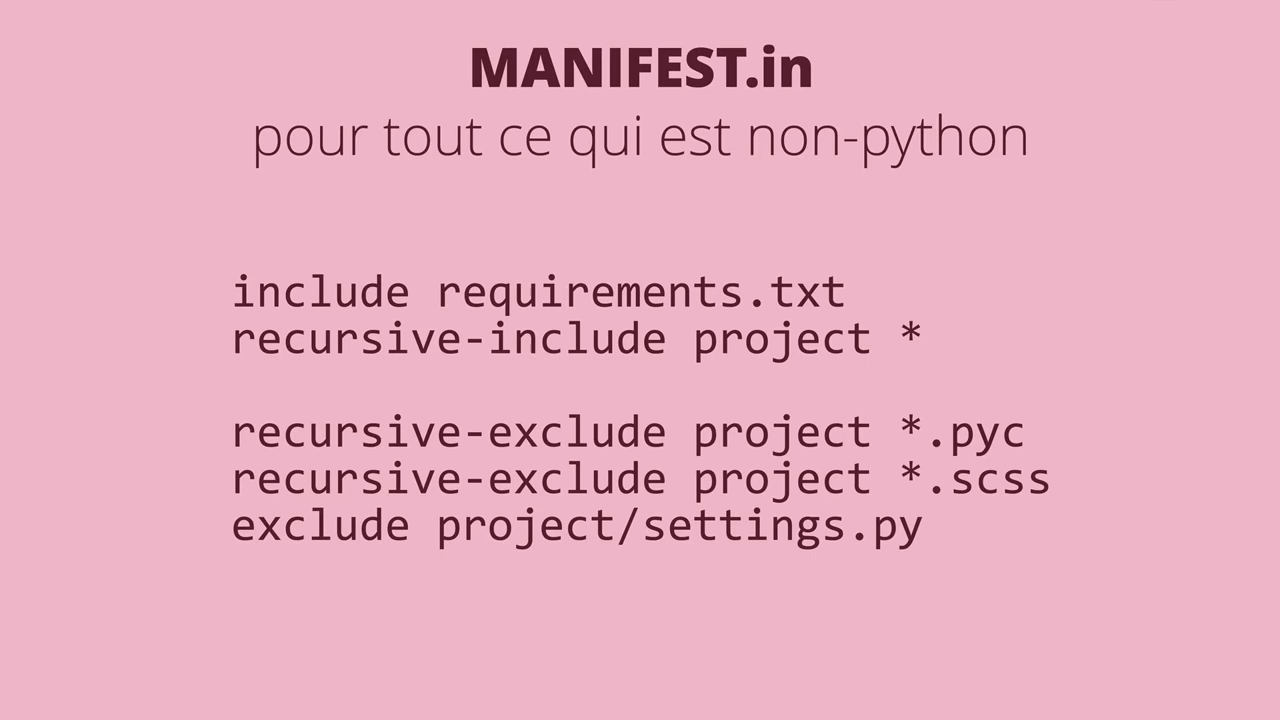 MANIFEST.in
pour tout ce qui est non-python
include requirements.txt
recursive-include project *
recursive-exclude project *.pyc
recursive-exclude project *.scss
exclude project/settings.py